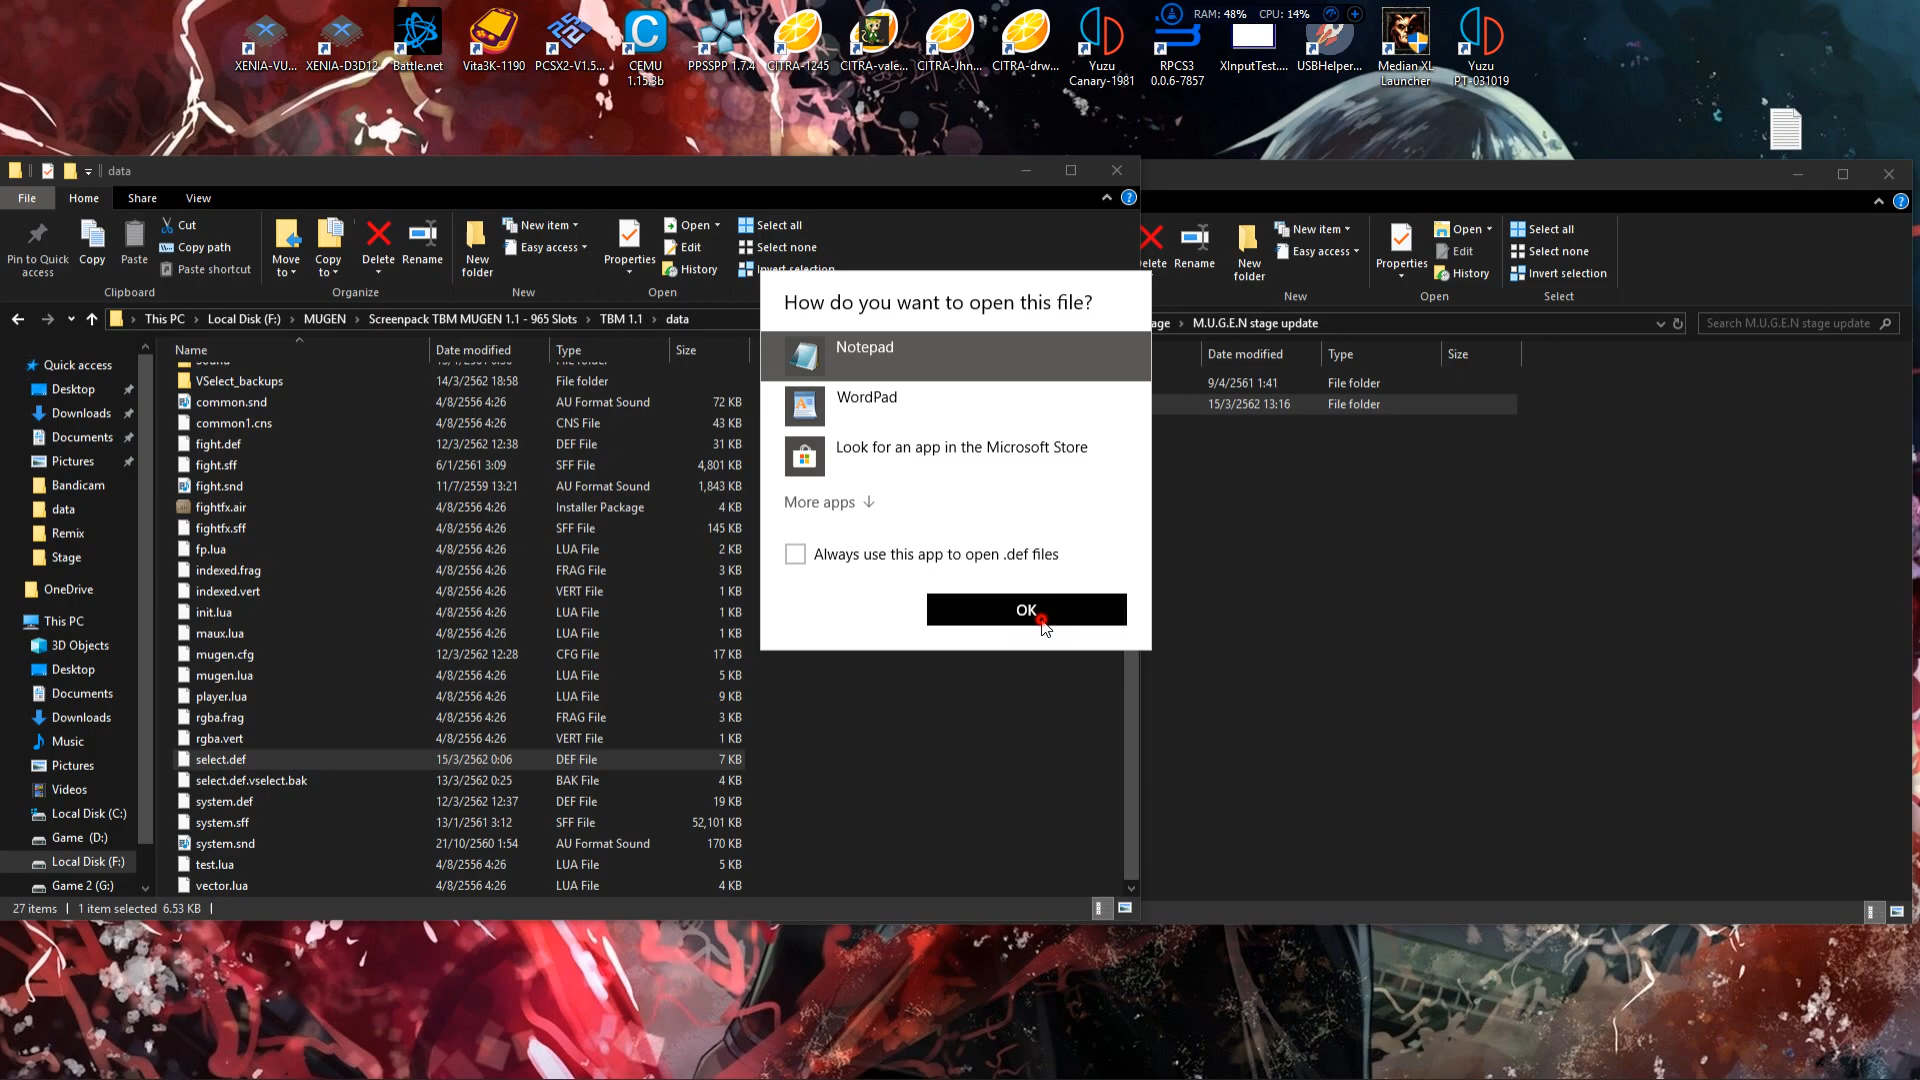 RAM: 48% CPU: 14%
XENIA-VU...
XENIA-D3D12
Battle.net
Vita3K-1190
PCSX2-V1.5...
CEMU
1.15.3b
PPSSPP 1.7.4
CITRA-1245
CITRA-vale...
CITRA-Jhn...
CITRA-drw...
Yuzu
Canary-1981
RPCS3
0.0.6-7857
XInputTest....
USBHelper...
Median XL
Launcher
Yuzu
PT-031019
data
File Home Share View
Pin to Quick
access
Copy
Paste
Cut
Copy path
Paste shortcut
Clipboard
Move
to
Copy
to
Delete
Rename
Organize
New
folder
New item
Easy access
New
Properties
Open
Edit
History
Open
Select all
Select none
Invert selection
This PC › Local Disk (F:) › MUGEN › Screenpack TBM MUGEN 1.1 - 965 Slots › TBM 1.1 › data
Quick access
Desktop
Downloads
Documents
Pictures
Bandicam
data
Remix
Stage
OneDrive
This PC
3D Objects
Desktop
Documents
Downloads
Music
Pictures
Videos
Local Disk (C:)
Game (D:)
Local Disk (F:)
Game 2 (G:)
Name Date modified Type Size
VSelect_backups 14/3/2562 18:58 File folder
common.snd 4/8/2556 4:26 AU Format Sound 72 KB
common1.cns 4/8/2556 4:26 CNS File 43 KB
fight.def 12/3/2562 12:38 DEF File 31 KB
fight.sff 6/1/2561 3:09 SFF File 4,801 KB
fight.snd 11/7/2559 13:21 AU Format Sound 1,843 KB
fightfx.air 4/8/2556 4:26 Installer Package 4 KB
fightfx.sff 4/8/2556 4:26 SFF File 145 KB
fp.lua 4/8/2556 4:26 LUA File 2 KB
indexed.frag 4/8/2556 4:26 FRAG File 3 KB
indexed.vert 4/8/2556 4:26 VERT File 1 KB
init.lua 4/8/2556 4:26 LUA File 1 KB
maux.lua 4/8/2556 4:26 LUA File 1 KB
mugen.cfg 12/3/2562 12:28 CFG File 17 KB
mugen.lua 4/8/2556 4:26 LUA File 5 KB
player.lua 4/8/2556 4:26 LUA File 9 KB
rgba.frag 4/8/2556 4:26 FRAG File 3 KB
rgba.vert 4/8/2556 4:26 VERT File 1 KB
select.def 15/3/2562 0:06 DEF File 7 KB
select.def.vselect.bak 13/3/2562 0:25 BAK File 4 KB
system.def 12/3/2562 12:37 DEF File 19 KB
system.sff 13/1/2561 3:12 SFF File 52,101 KB
system.snd 21/10/2560 1:54 AU Format Sound 170 KB
test.lua 4/8/2556 4:26 LUA File 5 KB
vector.lua 4/8/2556 4:26 LUA File 4 KB
27 items | 1 item selected 6.53 KB |
How do you want to open this file?
Notepad
WordPad
Look for an app in the Microsoft Store
More apps
Always use this app to open .def files
OK
Rename
New
folder
New item
Easy access
New
Properties
Open
Edit
History
Open
Select all
Select none
Invert selection
Select
› M.U.G.E.N stage update
Search M.U.G.E.N stage update
Date modified Type Size
9/4/2561 1:41 File folder
15/3/2562 13:16 File folder